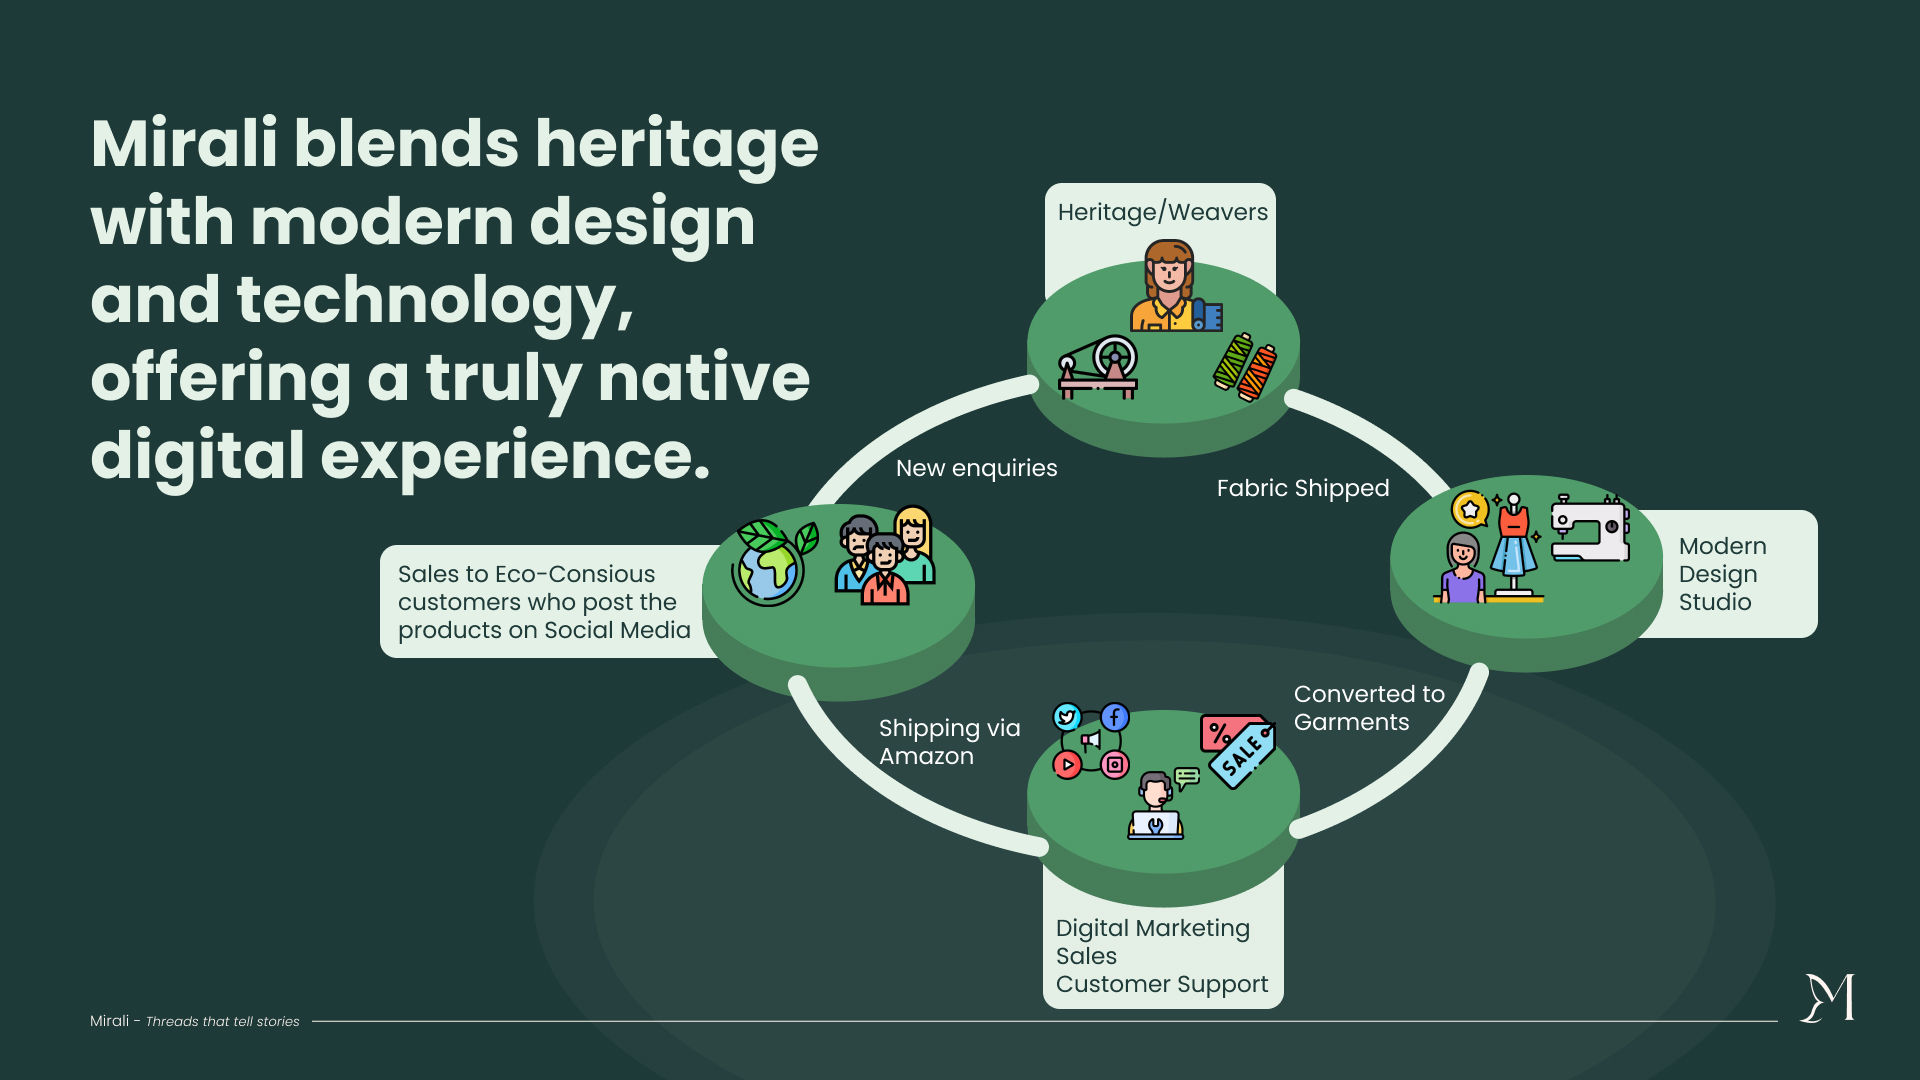 Mirali blends heritage
with modern design
and technology,
offering a truly native
digital experience.
Heritage/Weavers
New enquiries
Fabric Shipped
Sales to Eco-Consious
customers who post the
products on Social Media
Modern
Design
Studio
Shipping via
Amazon
Converted to
Garments
%
SALE
Digital Marketing
Sales
Customer Support
Mirali - Threads that tell stories
M